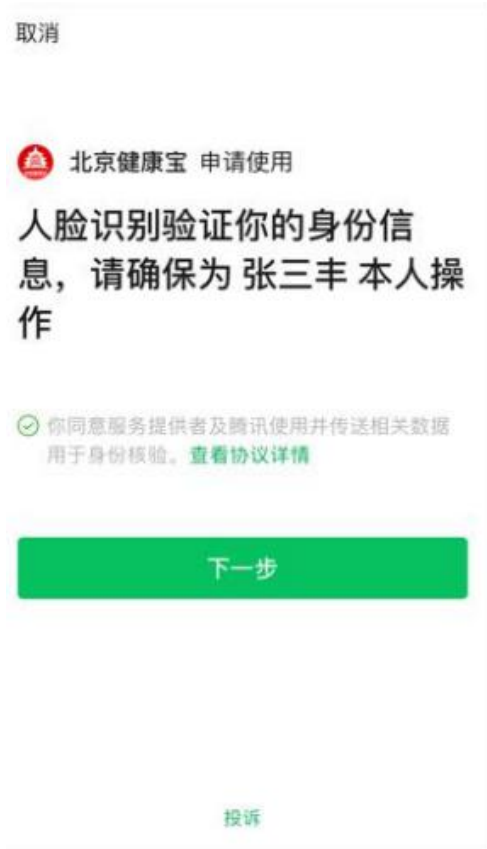 取消
北京健康宝 申请使用
人脸识别验证你的身份信
息，请确保为 张三丰 本人操
作
你同意服务提供者及腾讯使用并传送相关数据
用于身份核验。查看协议详情
下一步
投诉